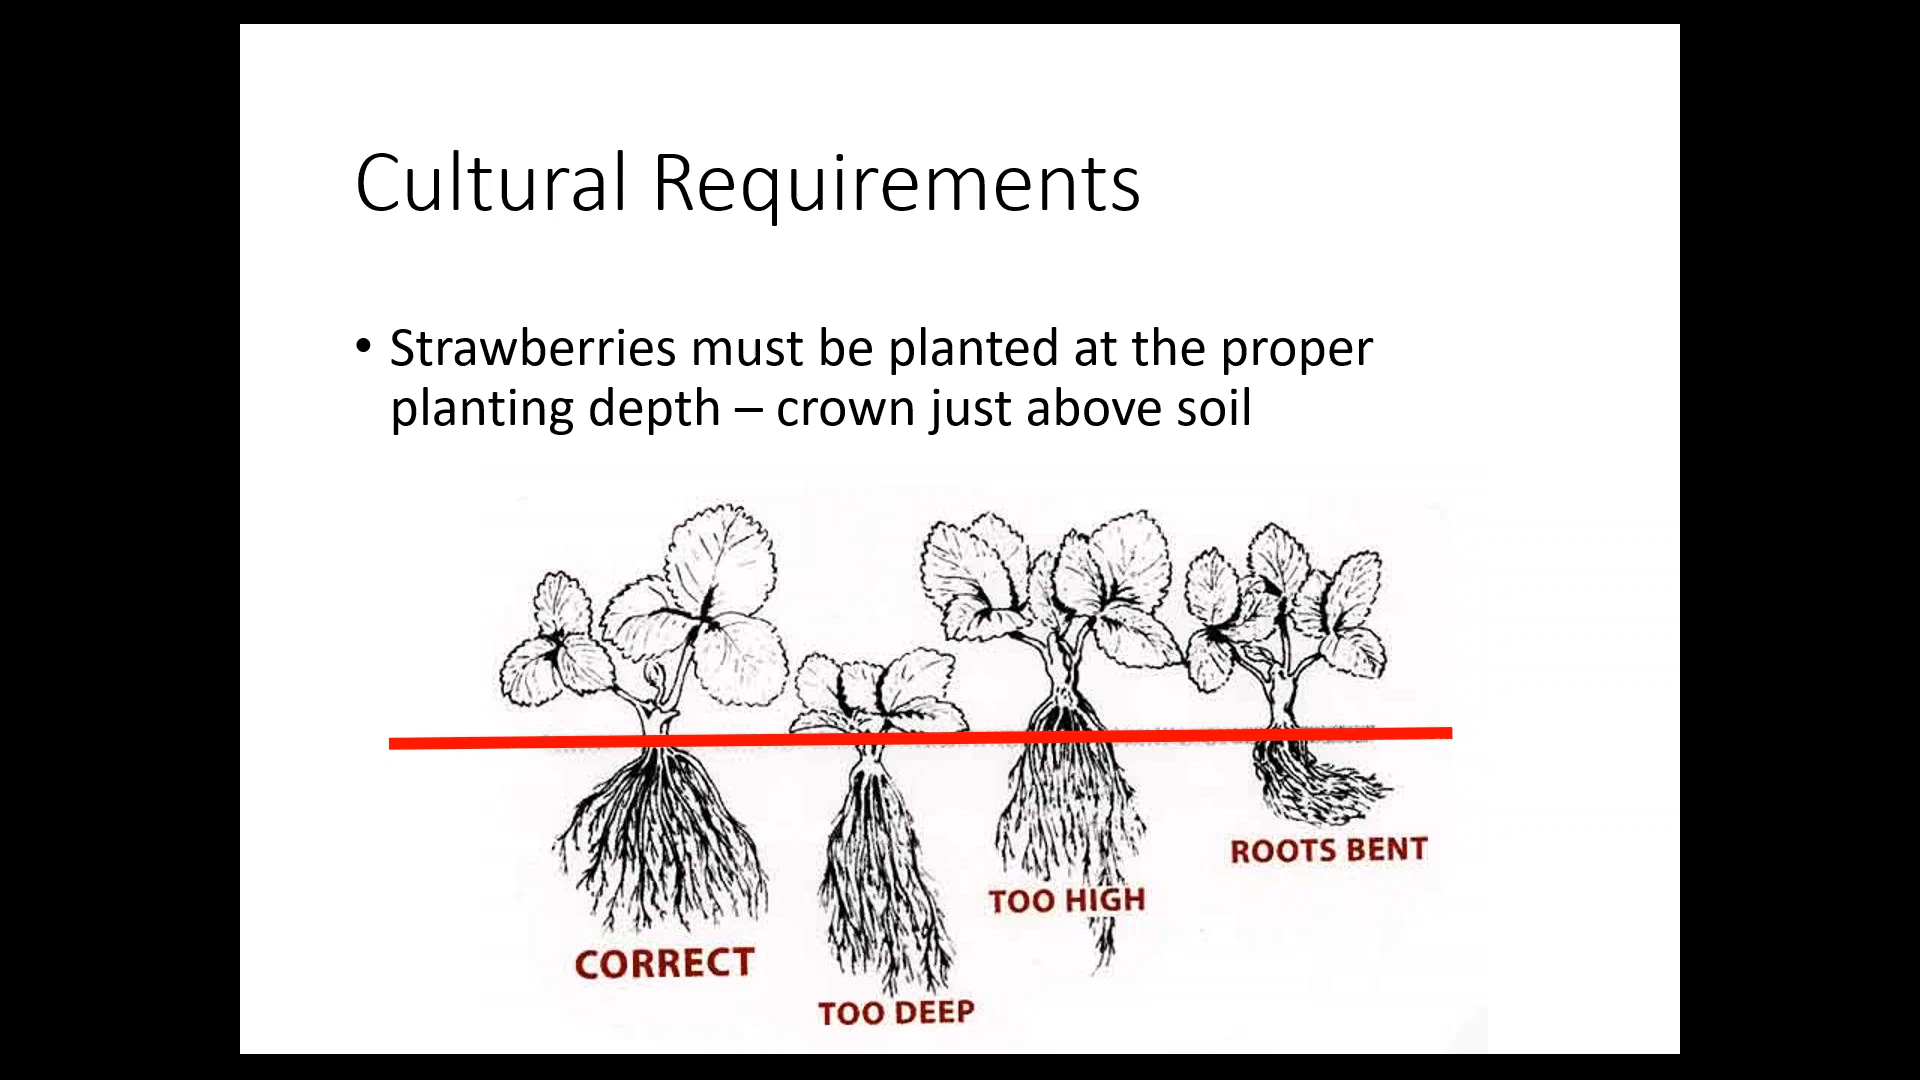 Cultural Requirements
• Strawberries must be planted at the proper
planting depth – crown just above soil
CORRECT
TOO DEEP
TOO HIGH
ROOTS BENT